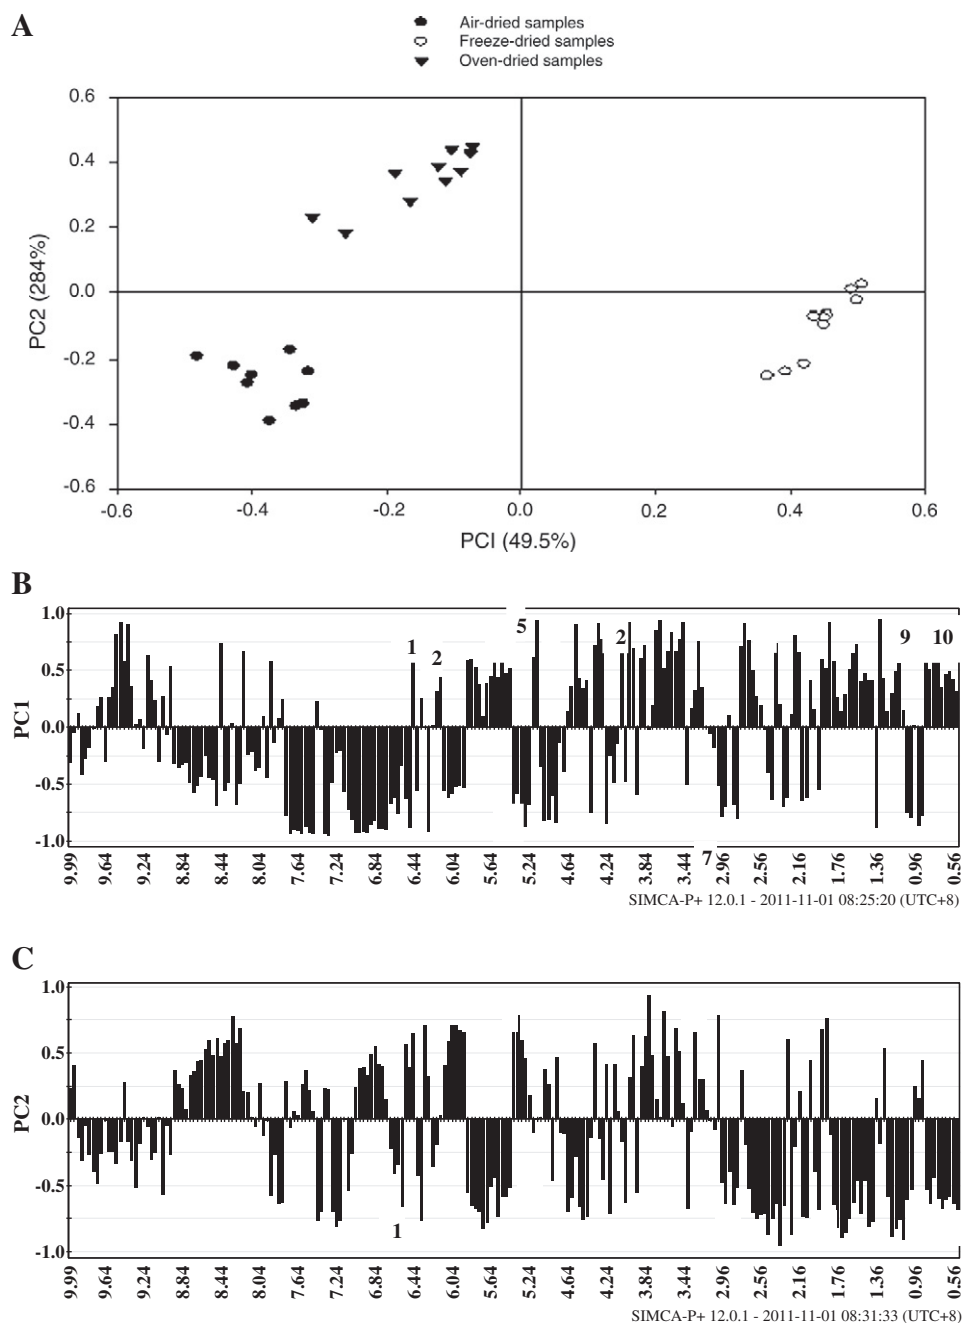 A
Air-dried samples
Freeze-dried samples
Oven-dried samples
0.6
0.4
0.2
0.0
-0.2
-0.4
-0.6
PC2 (284%)
-0.6 -0.4 -0.2 0.0 0.2 0.4 0.6
PCI (49.5%)
B
1.0
0.5
0.0
-0.5
-1.0
PC1
1 2 5 2 9 10
7
9.99 9.64 9.24 8.84 8.44 8.04 7.64 7.24 6.84 6.44 6.04 5.64 5.24 4.64 4.24 3.84 3.44 2.96 2.56 2.16 1.76 1.36 0.96 0.56
SIMCA-P+ 12.0.1 - 2011-11-01 08:25:20 (UTC+8)
C
1.0
0.5
0.0
-0.5
-1.0
PC2
1
9.99 9.64 9.24 8.84 8.44 8.04 7.64 7.24 6.84 6.44 6.04 5.64 5.24 4.64 4.24 3.84 3.44 2.96 2.56 2.16 1.76 1.36 0.96 0.56
SIMCA-P+ 12.0.1 - 2011-11-01 08:31:33 (UTC+8)